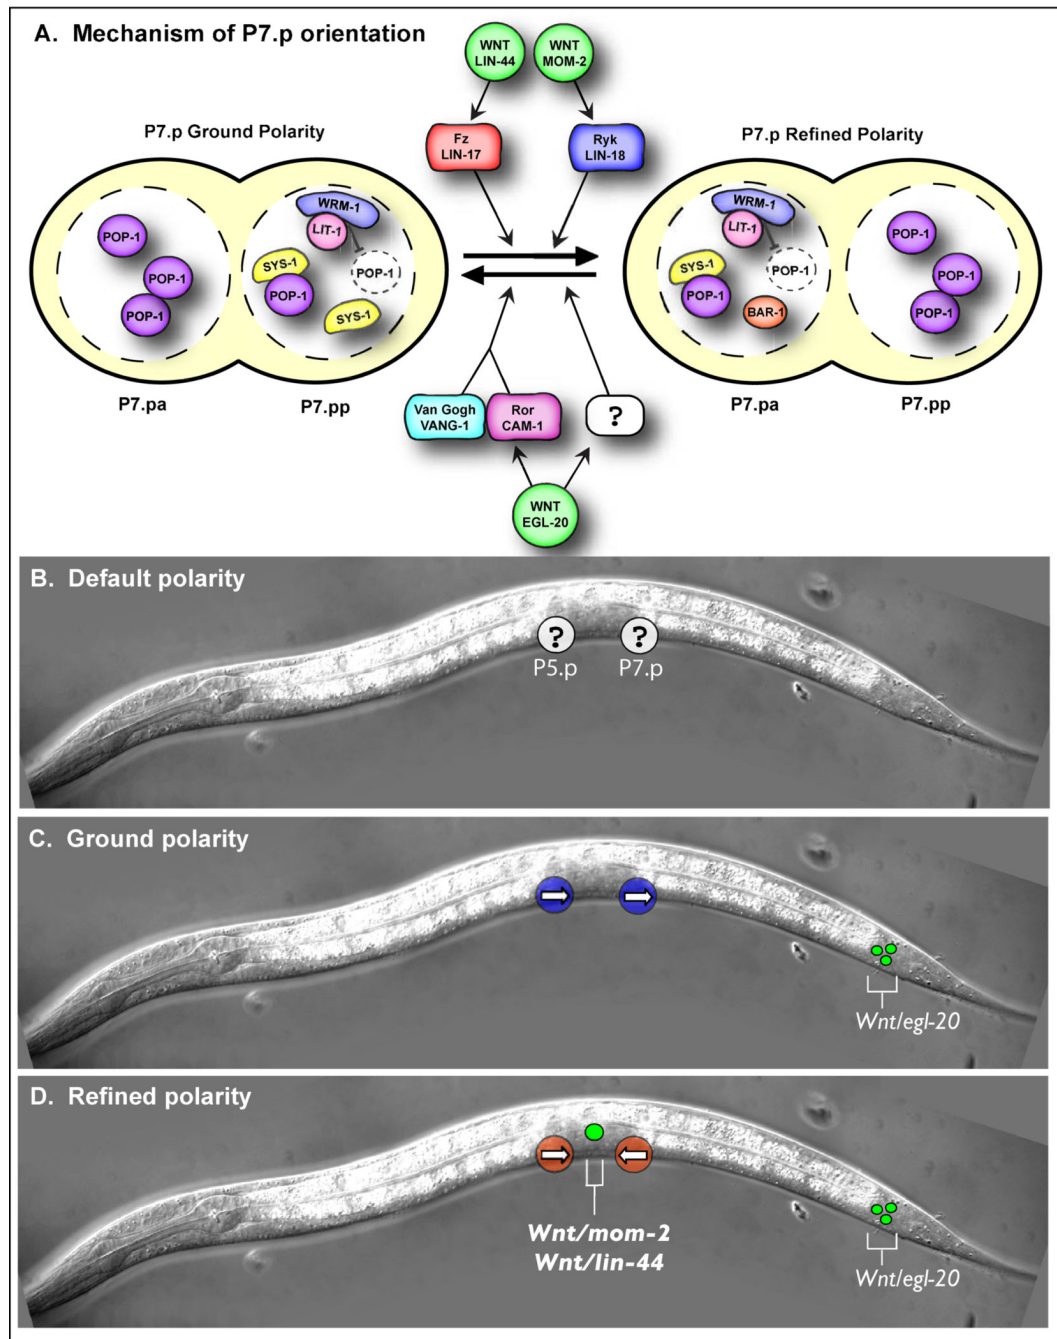 A. Mechanism of P7.p orientation
WNT
LIN-44
WNT
MOM-2
P7.p Ground Polarity
Fz
LIN-17
Ryk
LIN-18
P7.p Refined Polarity
POP-1
POP-1
POP-1
WRM-1
LIT-1
SYS-1
POP-1
POP-1
SYS-1
WRM-1
LIT-1
SYS-1
POP-1
POP-1
BAR-1
POP-1
POP-1
POP-1
P7.pa
P7.pp
P7.pa
P7.pp
Van Gogh
VANG-1
Ror
CAM-1
?
WNT
EGL-20
B. Default polarity
?
?
P5.p
P7.p
C. Ground polarity
Wnt/egl-20
D. Refined polarity
Wnt/mom-2
Wnt/lin-44
Wnt/egl-20